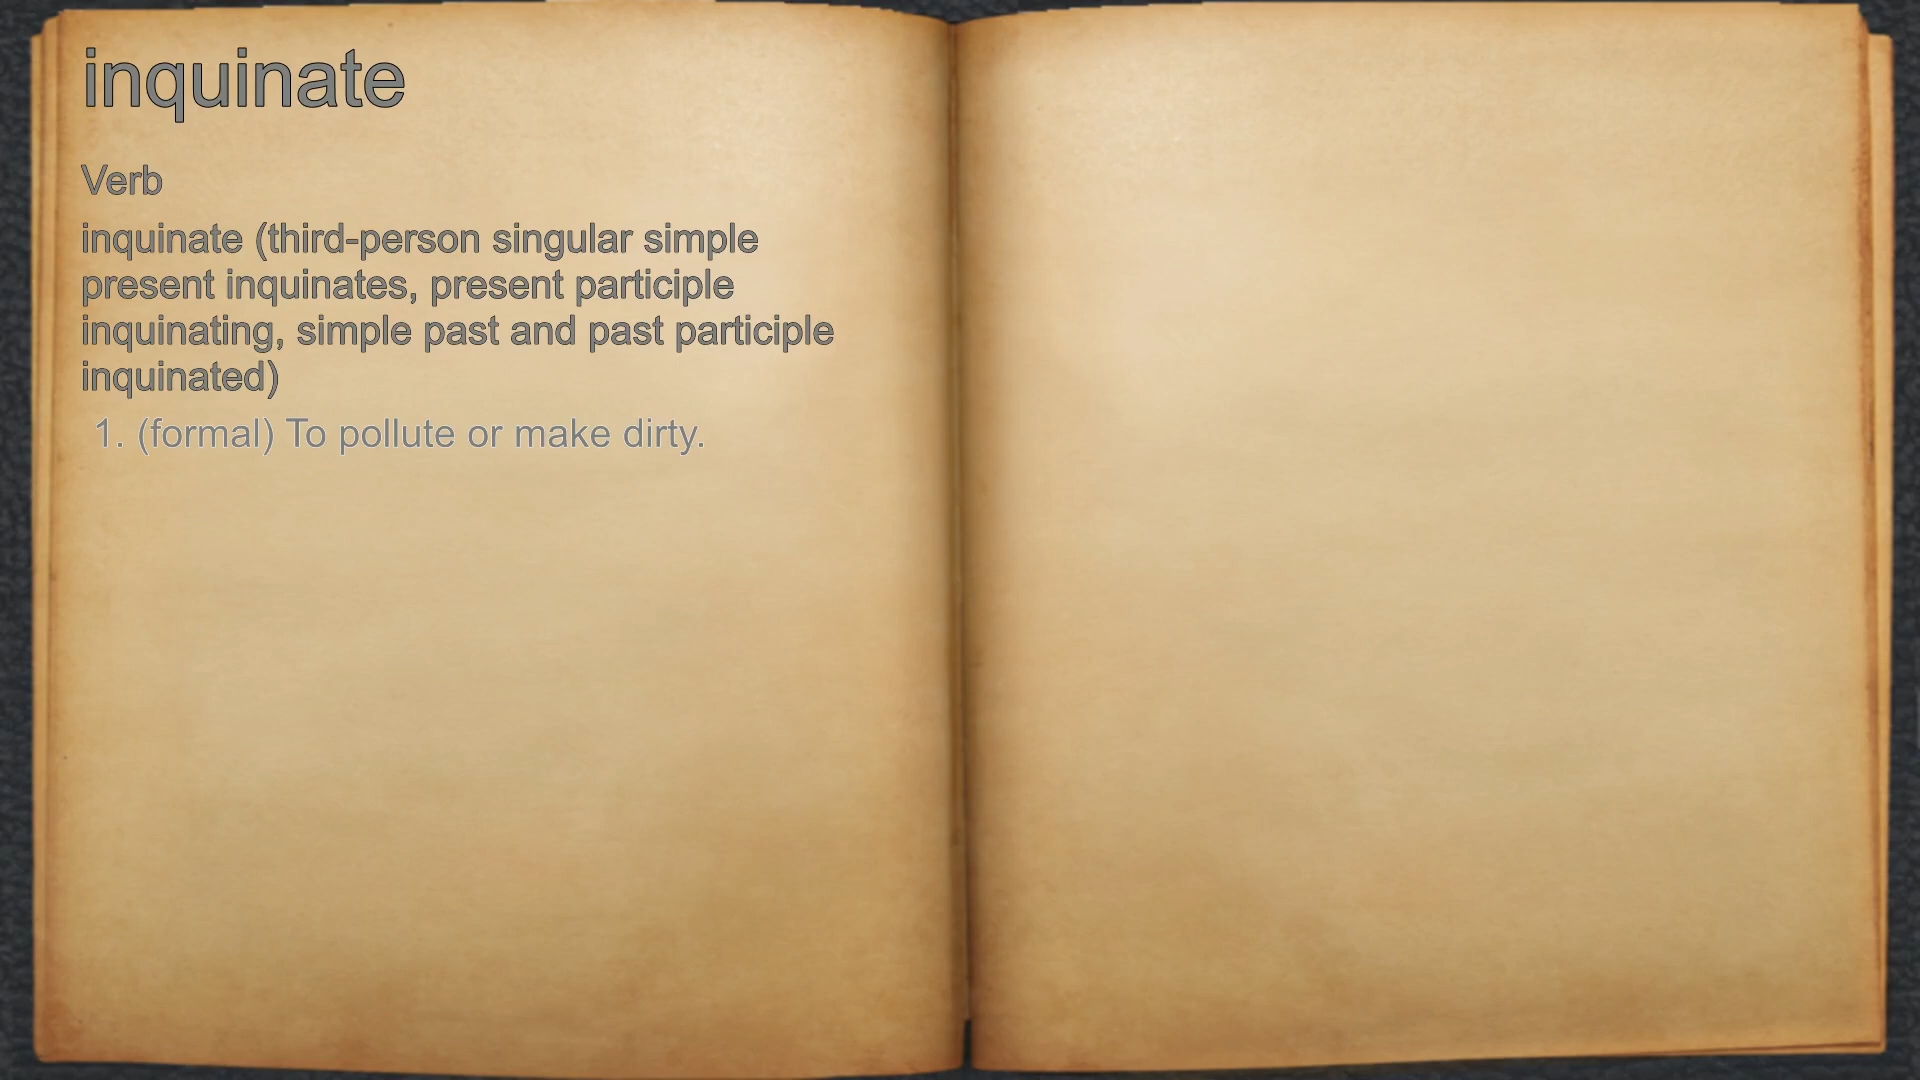 inquinate
Verb
inquinate (third-person singular simple
present inquinates, present participle
inquinating, simple past and past participle
inquinated)
1. (formal) To pollute or make dirty.